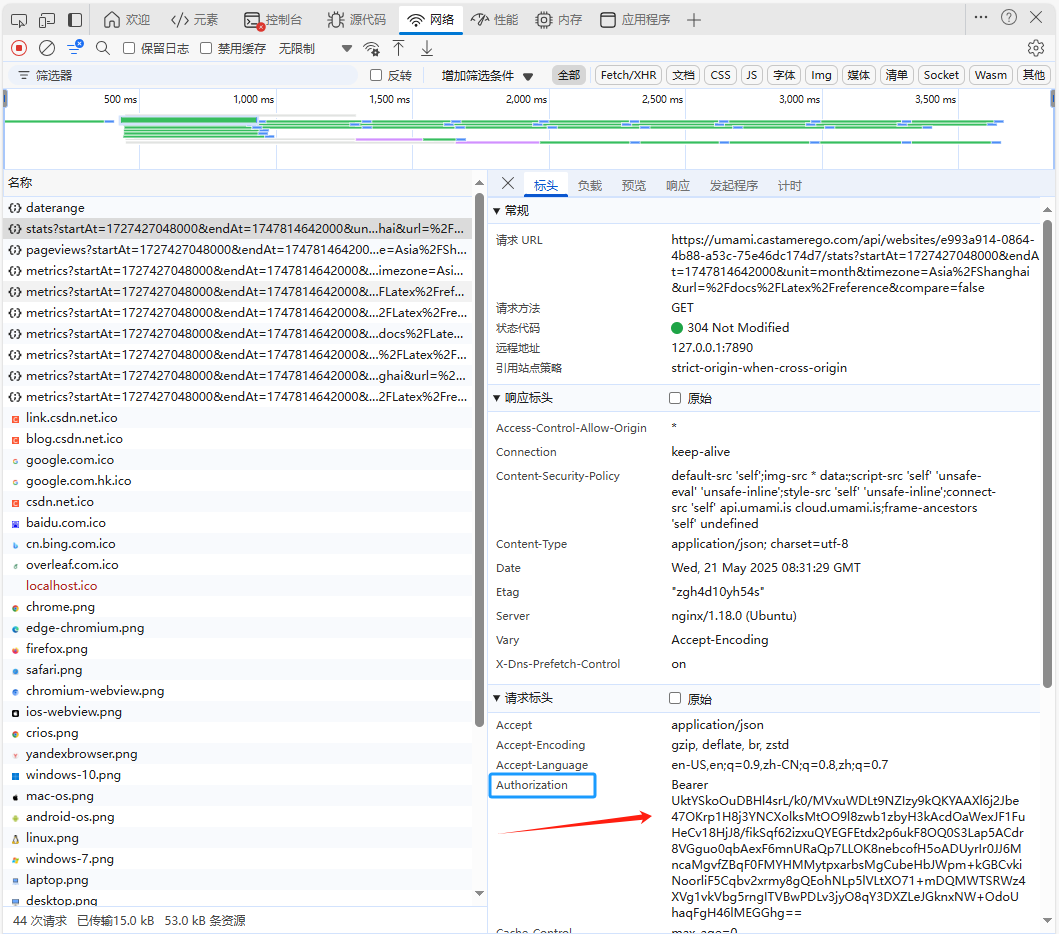 欢迎 元素 控制台 源代码 网络 性能 内存 应用程序
保留日志 禁用缓存 无限制
筛选器 反转 增加筛选条件 全部 Fetch/XHR 文档 CSS JS 字体 Img 媒体 清单 Socket Wasm 其他
500 ms 1,000 ms 1,500 ms 2,000 ms 2,500 ms 3,000 ms 3,500 ms
名称
daterange
stats?startAt=1727427048000&endAt=1747814642000&un...hai&url=%2F...
pageviews?startAt=1727427048000&endAt=174781464200...e=Asia%2FSh...
metrics?startAt=1727427048000&endAt=1747814642000&...imezone=Asi...
metrics?startAt=1727427048000&endAt=1747814642000&...FLatex%2Fref...
metrics?startAt=1727427048000&endAt=1747814642000&...2FLatex%2Fre...
metrics?startAt=1727427048000&endAt=1747814642000&...docs%2FLate...
metrics?startAt=1727427048000&endAt=1747814642000&...%2FLatex%2F...
metrics?startAt=1727427048000&endAt=1747814642000&...ghai&url=%2...
metrics?startAt=1727427048000&endAt=1747814642000&...2FLatex%2Fre...
link.csdn.net.ico
blog.csdn.net.ico
google.com.ico
google.com.hk.ico
csdn.net.ico
baidu.com.ico
cn.bing.com.ico
overleaf.com.ico
localhost.ico
chrome.png
edge-chromium.png
firefox.png
safari.png
chromium-webview.png
ios-webview.png
crios.png
yandexbrowser.png
windows-10.png
mac-os.png
android-os.png
linux.png
windows-7.png
laptop.png
desktop.png
44 次请求 已传输15.0 kB 53.0 kB 条资源
标头 负载 预览 响应 发起程序 计时
常规
请求 URL https://umami.castamerego.com/api/websites/e993a914-0864-
4b88-a53c-75e46dc174d7/stats?startAt=1727427048000&endA
t=1747814642000&unit=month&timezone=Asia%2FShanghai
&url=%2Fdocs%2FLatex%2Freference&compare=false
请求方法 GET
状态代码 304 Not Modified
远程地址 127.0.0.1:7890
引用站点策略 strict-origin-when-cross-origin
响应标头 原始
Access-Control-Allow-Origin *
Connection keep-alive
Content-Security-Policy default-src 'self';img-src * data:;script-src 'self' 'unsafe-
eval' 'unsafe-inline';style-src 'self' 'unsafe-inline';connect-
src 'self' api.umami.is cloud.umami.is;frame-ancestors
'self' undefined
Content-Type application/json; charset=utf-8
Date Wed, 21 May 2025 08:31:29 GMT
Etag "zgh4d10yh54s"
Server nginx/1.18.0 (Ubuntu)
Vary Accept-Encoding
X-Dns-Prefetch-Control on
请求标头 原始
Accept application/json
Accept-Encoding gzip, deflate, br, zstd
Accept-Language en-US,en;q=0.9,zh-CN;q=0.8,zh;q=0.7
Authorization Bearer
UktYSkoOuDBHl4srL/k0/MVxuWDLt9NZIzy9kQKYAAXl6j2Jbe
47OKrp1H8j3YNCXolksMtOO9l8zwb1zbyH3kAcdOaWexJF1Fu
HeCv18HjJ8/fikSqf62izxuQYEGFEtdx2p6ukF8OQ0S3Lap5ACdr
8VGguo0qbAexF6mnURaQp7LLOK8nebcofH5oADUyrIr0JJ6M
ncaMgvfZBqF0FMYHMMytpxarbsMgCubeHbJWpm+kGBCvki
NoorliF5Cqbv2xrmy8gQEohNLp5lVLtXO71+mDQMWTSRWz4
XVg1vkVbg5rngITVBwPDLv3jyO8qY3DXZLeJGknxNW+OdoU
haqFgH46lMEGGhg==
Cache-Control max-age=0